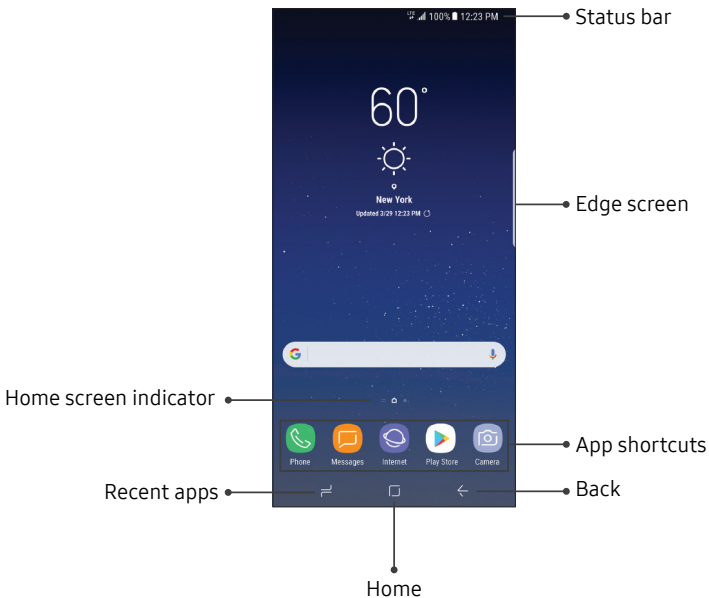 LTE 100% 12:23 PM
Status bar
60°
New York
Updated 3/29 12:23 PM
Edge screen
G
Home screen indicator
Phone Messages Internet Play Store Camera
App shortcuts
Recent apps
Back
Home